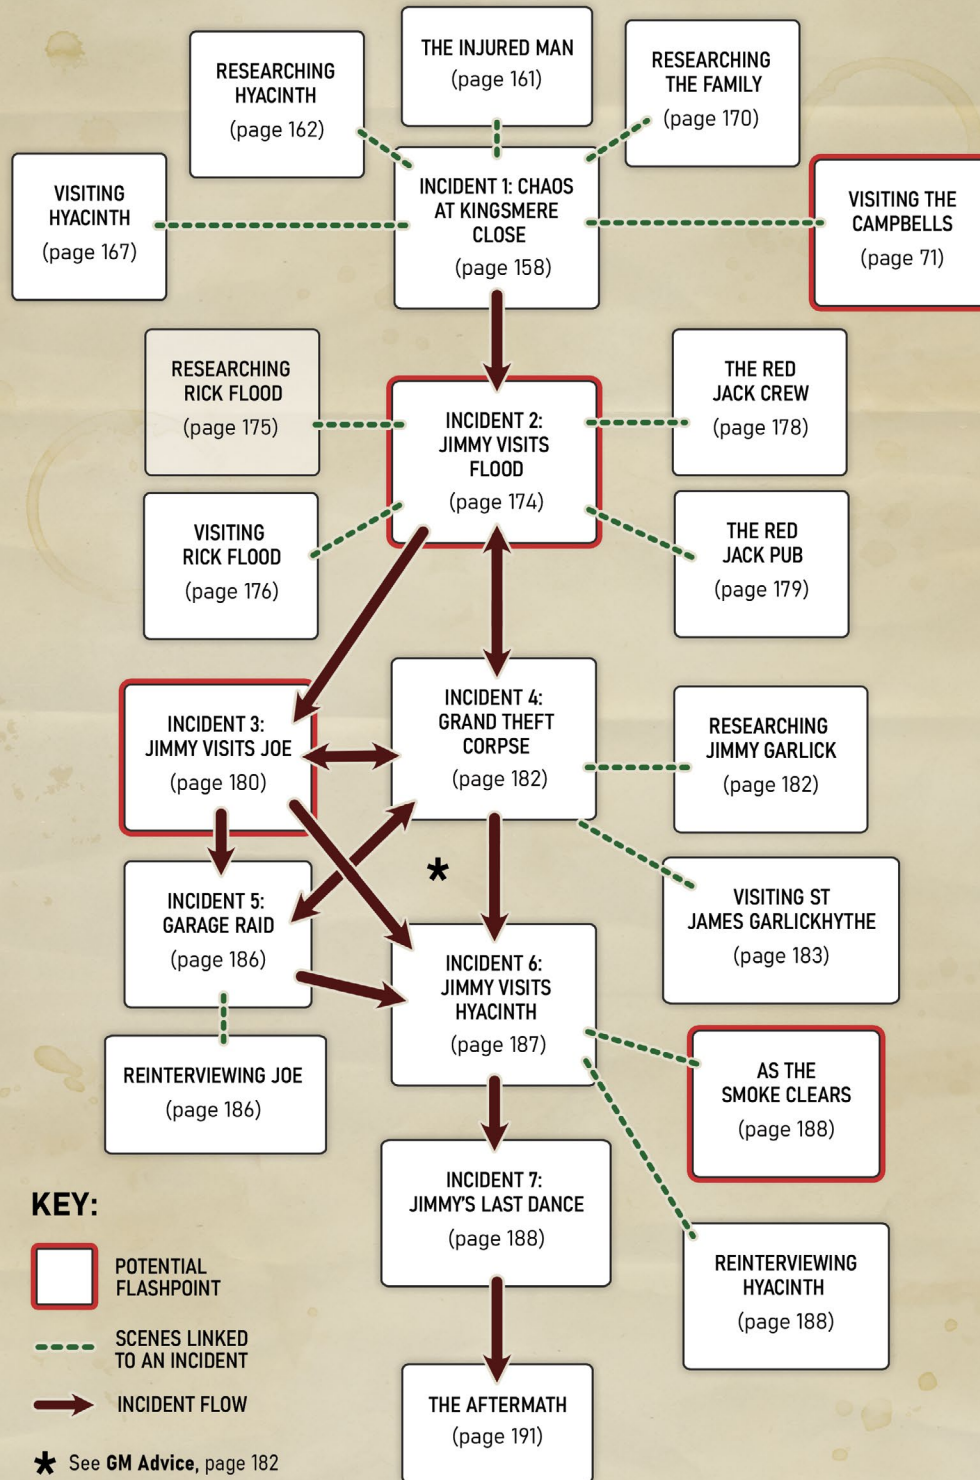 RESEARCHING
HYACINTH
(page 162)
THE INJURED MAN
(page 161)
RESEARCHING
THE FAMILY
(page 170)
VISITING
HYACINTH
(page 167)
INCIDENT 1: CHAOS
AT KINGSMERE
CLOSE
(page 158)
VISITING THE
CAMPBELLS
(page 71)
RESEARCHING
RICK FLOOD
(page 175)
INCIDENT 2:
JIMMY VISITS
FLOOD
(page 174)
THE RED
JACK CREW
(page 178)
VISITING
RICK FLOOD
(page 176)
THE RED
JACK PUB
(page 179)
INCIDENT 3:
JIMMY VISITS JOE
(page 180)
INCIDENT 4:
GRAND THEFT
CORPSE
(page 182)
RESEARCHING
JIMMY GARLICK
(page 182)
*
INCIDENT 5:
GARAGE RAID
(page 186)
VISITING ST
JAMES GARLICKHYTHE
(page 183)
INCIDENT 6:
JIMMY VISITS
HYACINTH
(page 187)
REINTERVIEWING JOE
(page 186)
AS THE
SMOKE CLEARS
(page 188)
INCIDENT 7:
JIMMY'S LAST DANCE
(page 188)
REINTERVIEWING
HYACINTH
(page 188)
THE AFTERMATH
(page 191)
KEY:
POTENTIAL
FLASHPOINT
SCENES LINKED
TO AN INCIDENT
INCIDENT FLOW
* See GM Advice, page 182